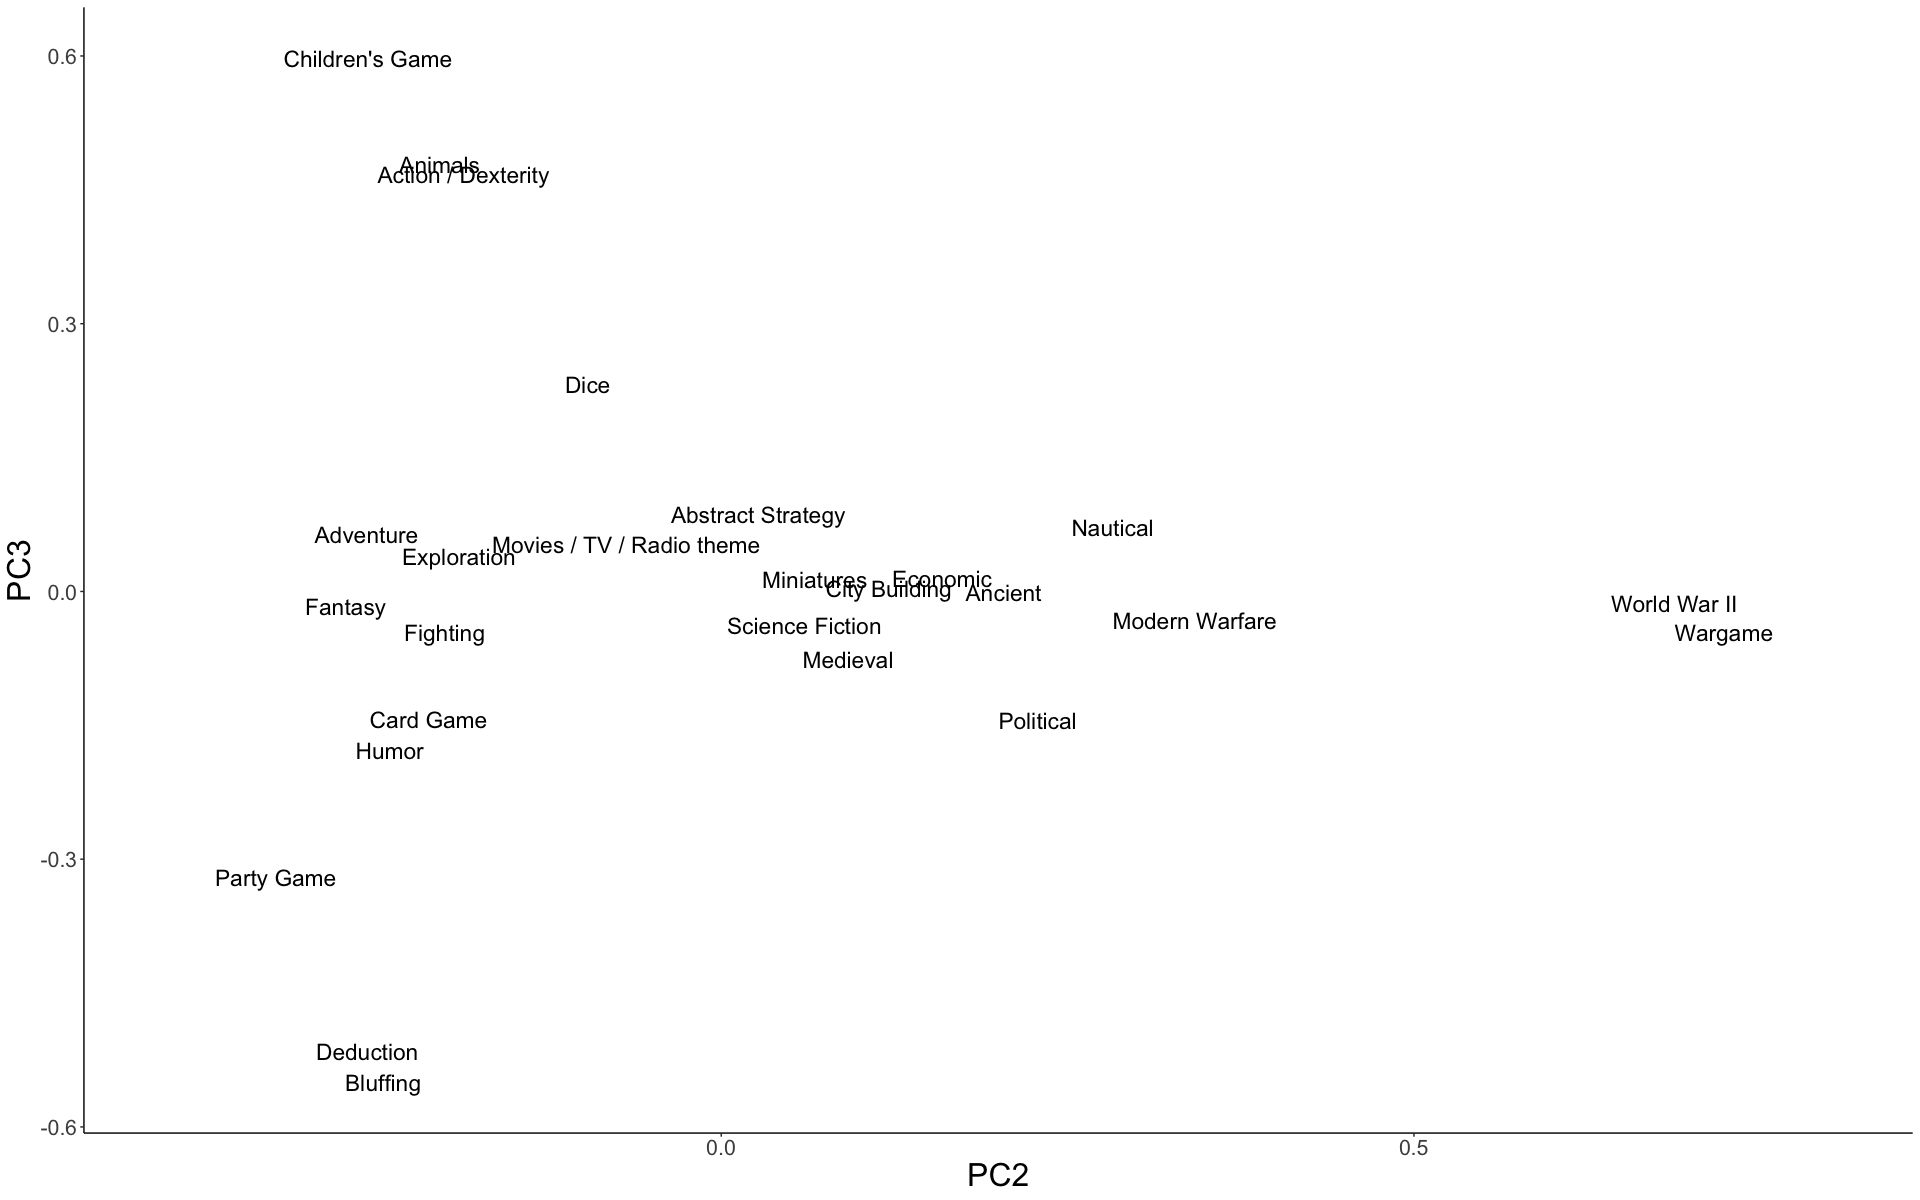 0.6
Children's Game
Animals
Action / Dexterity
0.3
Dice
Abstract Strategy
Nautical
Adventure
Movies / TV / Radio theme
Exploration
PC3
0.0
Miniatures
Economic
City Building
Ancient
World War II
Fantasy
Modern Warfare
Science Fiction
Fighting
Wargame
Medieval
Card Game
Political
Humor
-0.3
Party Game
Deduction
Bluffing
-0.6
0.0
0.5
PC2